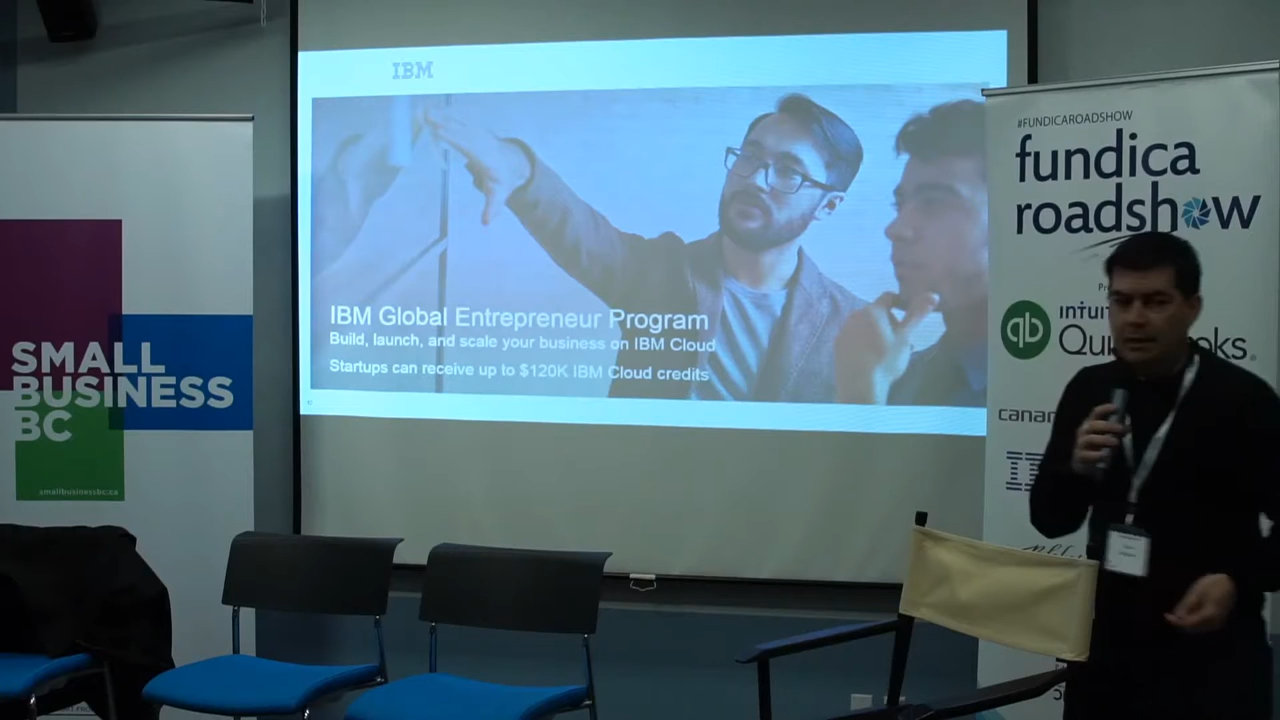 SMALL
BUSINESS
BC
smallbusinessbc.ca
IBM
IBM Global Entrepreneur Program
Build, launch, and scale your business on IBM Cloud
Startups can receive up to $120K IBM Cloud credits
#FUNDICAROADSHOW
fundica
roadshow
qb